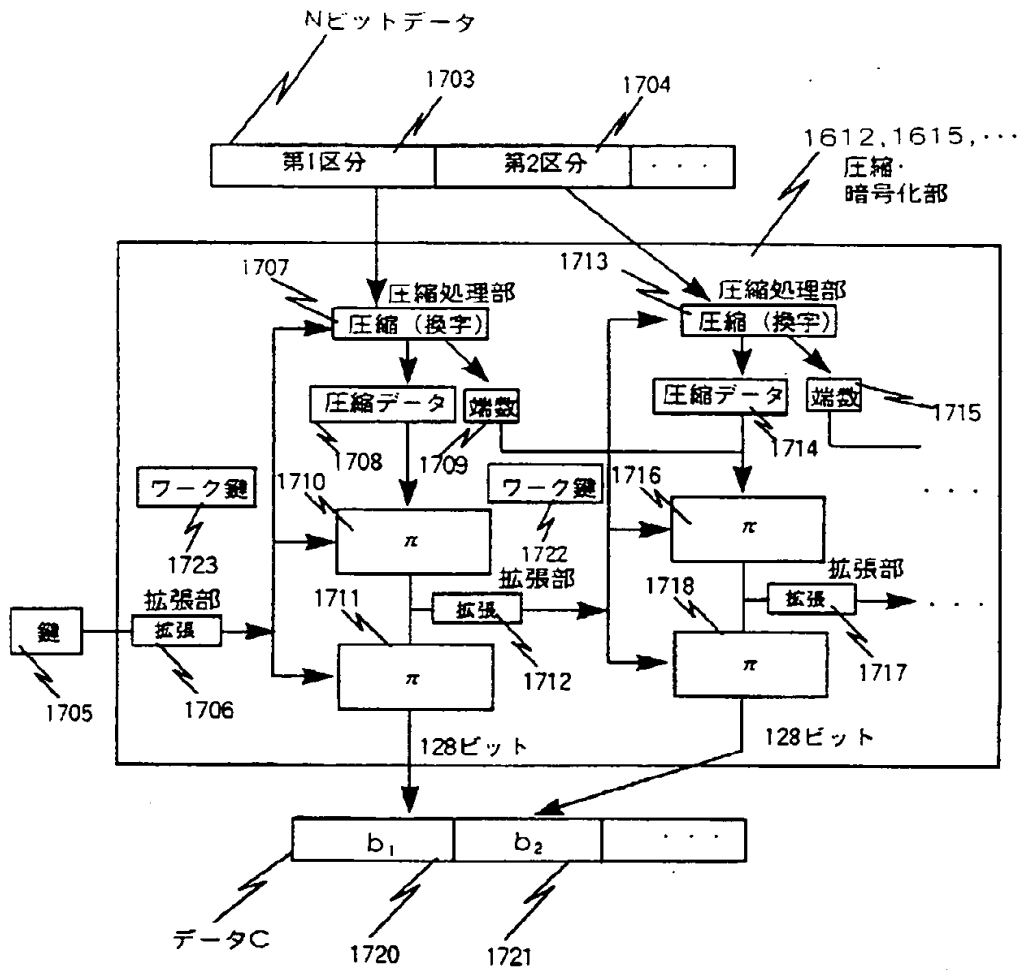 Nビットデータ
1703
1704
1612,1615,···
圧縮·
暗号化部
第1区分
第2区分
···
1707
圧縮処理部
圧縮(換字)
1713
圧縮処理部
圧縮(換字)
圧縮データ
端数
圧縮データ
端数
1715
1708
1709
1714
ワーク鍵
1723
1710
π
ワーク鍵
1722
1716
π
···
拡張部
拡張
1706
鍵
1705
1711
π
拡張部
拡張
1712
1718
π
拡張部
拡張
1717
···
128ビット
128ビット
b₁
b₂
···
データC
1720
1721